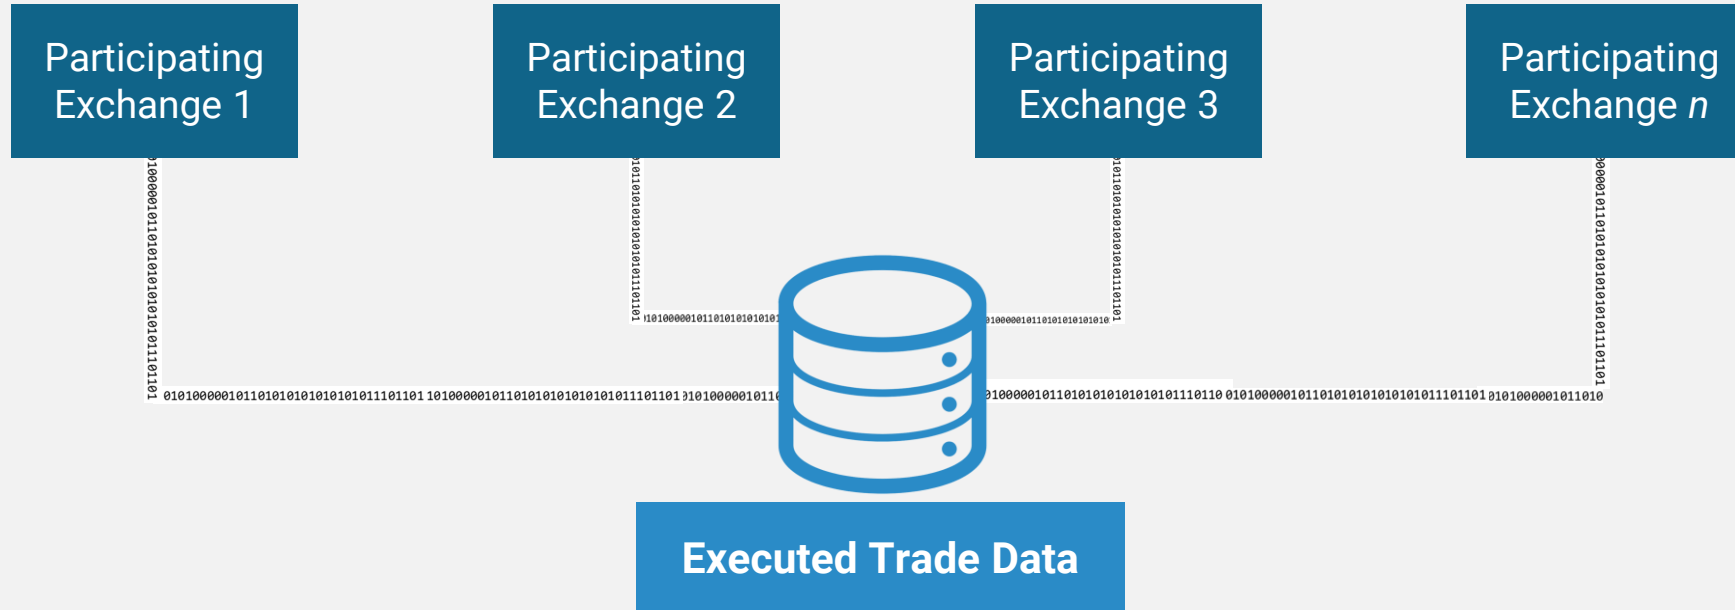 Participating
Exchange 1
Participating
Exchange 2
Participating
Exchange 3
Participating
Exchange n
Executed Trade Data